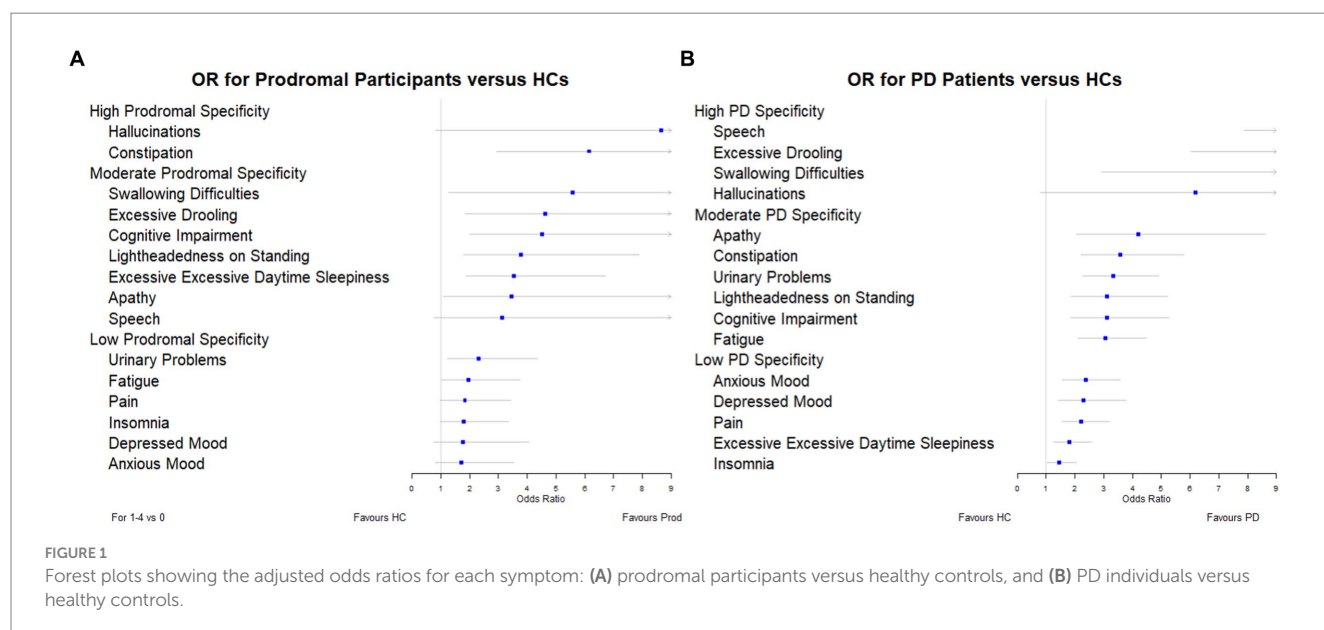 A
OR for Prodromal Participants versus HCs
High Prodromal Specificity
Hallucinations
Constipation
Moderate Prodromal Specificity
Swallowing Difficulties
Excessive Drooling
Cognitive Impairment
Lightheadedness on Standing
Excessive Excessive Daytime Sleepiness
Apathy
Speech
Low Prodromal Specificity
Urinary Problems
Fatigue
Pain
Insomnia
Depressed Mood
Anxious Mood
0 1 2 3 4 5 6 7 8 9
Odds Ratio
For 1-4 vs 0 Favours HC Favours Prod
B
OR for PD Patients versus HCs
High PD Specificity
Speech
Excessive Drooling
Swallowing Difficulties
Hallucinations
Moderate PD Specificity
Apathy
Constipation
Urinary Problems
Lightheadedness on Standing
Cognitive Impairment
Fatigue
Low PD Specificity
Anxious Mood
Depressed Mood
Pain
Excessive Excessive Daytime Sleepiness
Insomnia
0 1 2 3 4 5 6 7 8 9
Odds Ratio
Favours HC Favours PD
FIGURE 1
Forest plots showing the adjusted odds ratios for each symptom: (A) prodromal participants versus healthy controls, and (B) PD individuals versus
healthy controls.